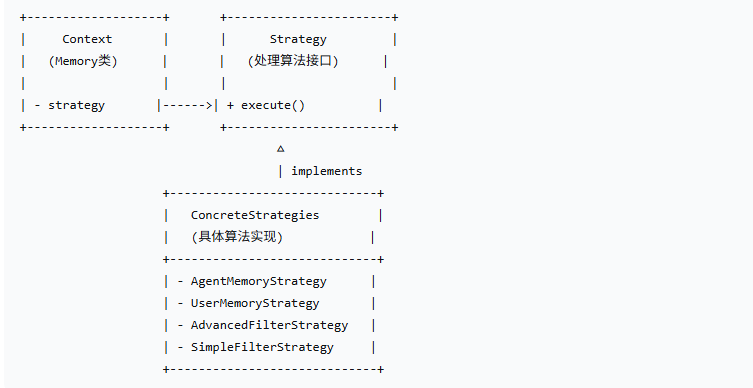 +------------------+       +-----------------------+
|     Context       |       |      Strategy         |
|   (Memory类)      |       |   (处理算法接口)      |
|                   |       |                       |
| - strategy       |------>| + execute()          |
+------------------+       +-----------------------+
△
| implements
+-----------------------------+
|   ConcreteStrategies        |
|   (具体算法实现)            |
+-----------------------------+
| - AgentMemoryStrategy      |
| - UserMemoryStrategy       |
| - AdvancedFilterStrategy   |
| - SimpleFilterStrategy     |
+-----------------------------+